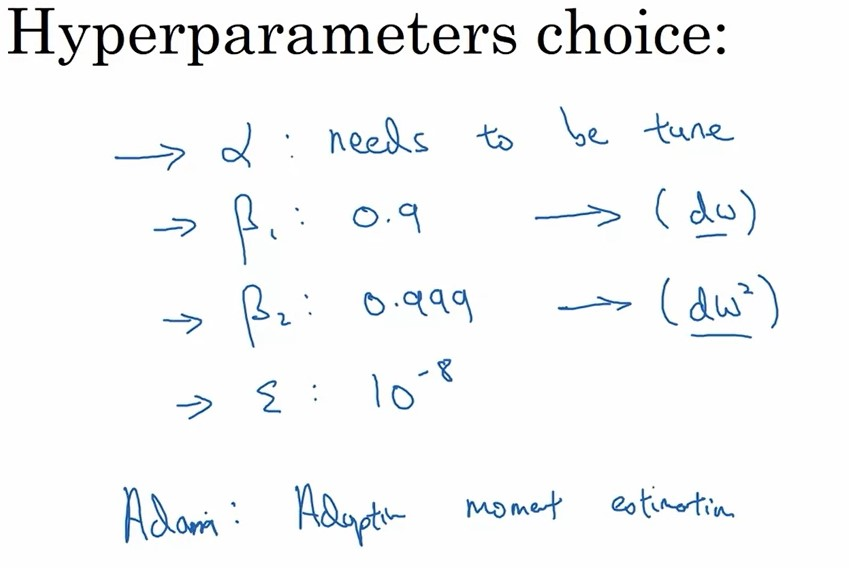 Hyperparameters choice:
→ α : needs to be tune
→ β₁ : 0.9 → (dw)
→ β₂ : 0.999 → (dw²)
→ ε : 10⁻⁸
Adam : Adaptive moment estimation